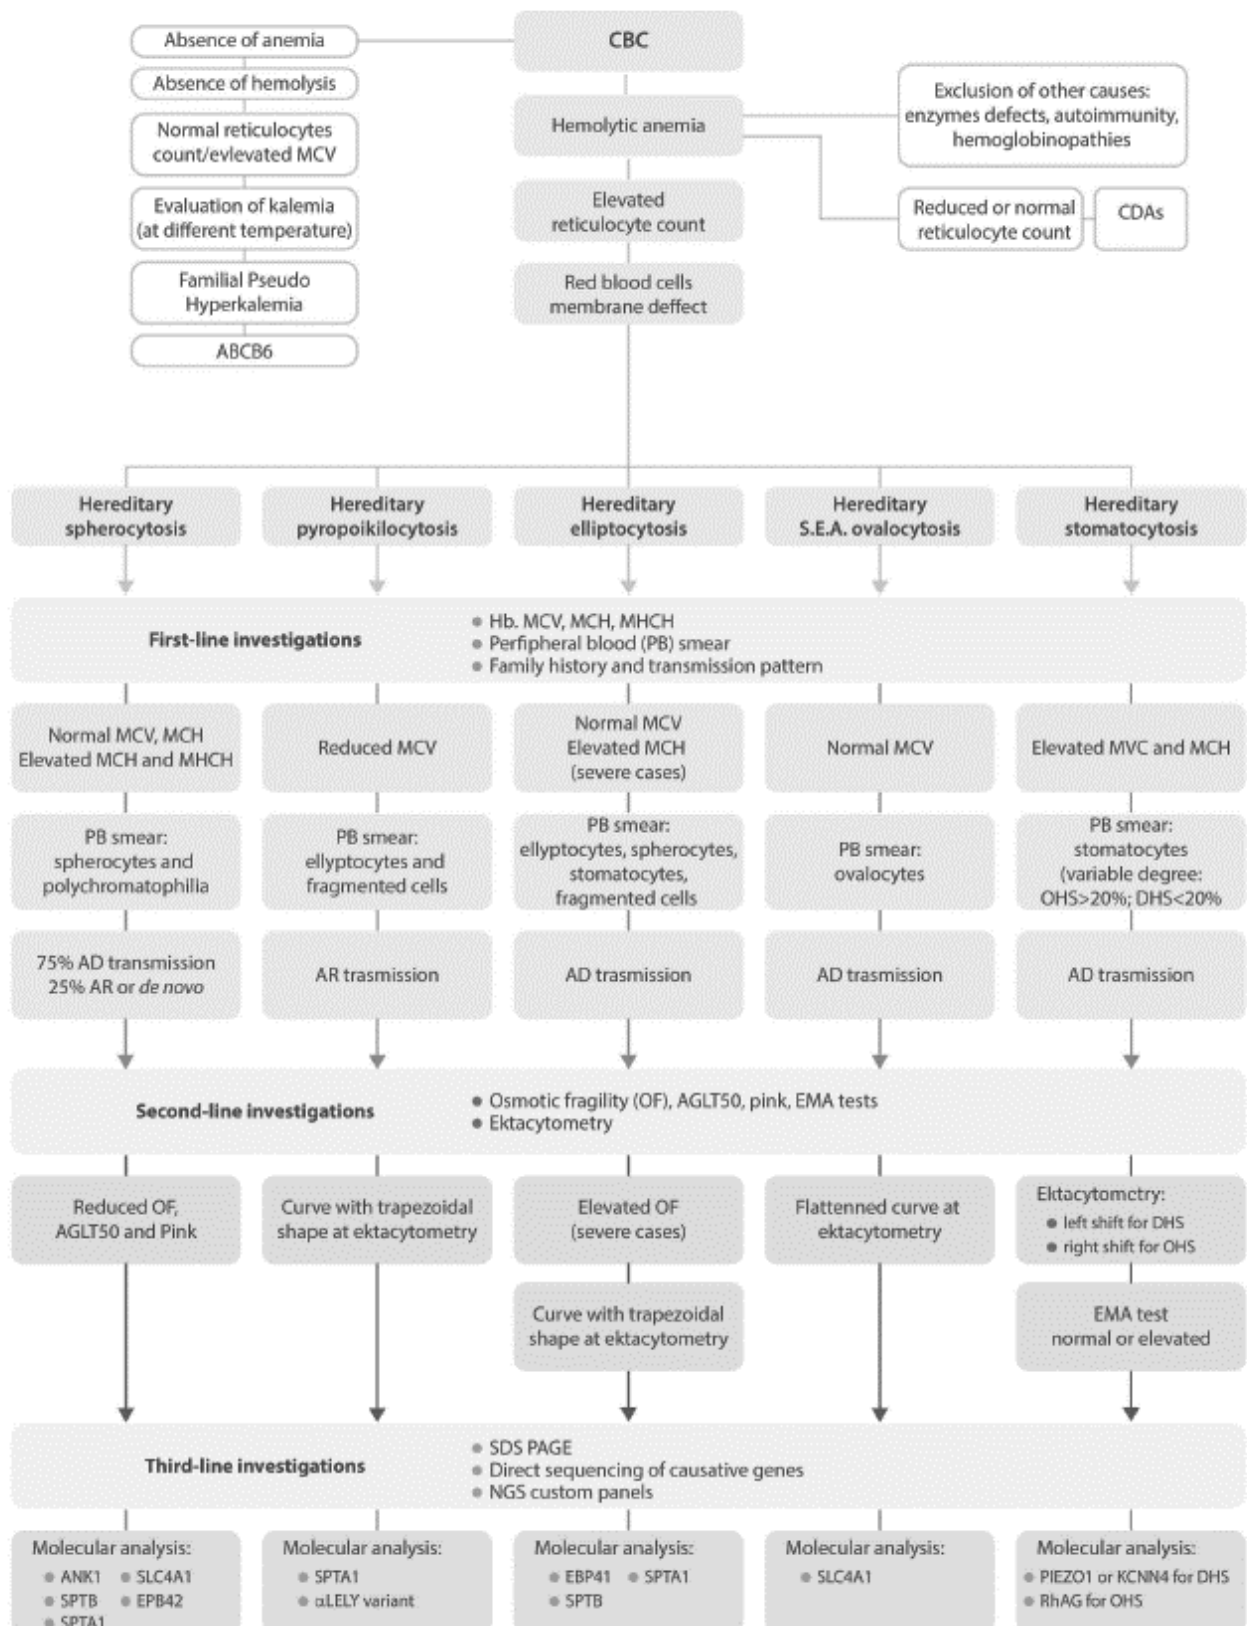 CBC
Absence of anemia
Absence of hemolysis
Normal reticulocytes
count/evlevated MCV
Evaluation of kalemia
(at different temperature)
Familial Pseudo
Hyperkalemia
ABCB6
Hemolytic anemia
Elevated
reticulocyte count
Red blood cells
membrane deffect
Exclusion of other causes:
enzymes defects, autoimmunity,
hemoglobinopathies
Reduced or normal
reticulocyte count
CDAs
Hereditary
spherocytosis
Hereditary
pyropoikilocytosis
Hereditary
elliptocytosis
Hereditary
S.E.A. ovalocytosis
Hereditary
stomatocytosis
First-line investigations
Hb. MCV, MCH, MHCH
Perfipheral blood (PB) smear
Family history and transmission pattern
Normal MCV, MCH
Elevated MCH and MHCH
Reduced MCV
Normal MCV
Elevated MCH
(severe cases)
Normal MCV
Elevated MVC and MCH
PB smear:
spherocytes and
polychromatophilia
PB smear:
ellyptocytes and
fragmented cells
PB smear:
ellyptocytes, spherocytes,
stomatocytes,
fragmented cells
PB smear:
ovalocytes
PB smear:
stomatocytes
(variable degree:
OHS>20%; DHS<20%
75% AD transmission
25% AR or de novo
AR trasmission
AD trasmission
AD trasmission
AD trasmission
Second-line investigations
Osmotic fragility (OF), AGLT50, pink, EMA tests
Ektacytometry
Reduced OF,
AGLT50 and Pink
Curve with trapezoidal
shape at ektacytometry
Elevated OF
(severe cases)
Curve with trapezoidal
shape at ektacytometry
Flattened curve at
ektacytometry
Ektacytometry:
left shift for DHS
right shift for OHS
EMA test
normal or elevated
Third-line investigations
SDS PAGE
Direct sequencing of causative genes
NGS custom panels
Molecular analysis:
ANK1 SLC4A1
SPTB EPB42
SPTA1
Molecular analysis:
SPTA1
αLELY variant
Molecular analysis:
EBP41 SPTA1
SPTB
Molecular analysis:
SLC4A1
Molecular analysis:
PIEZO1 or KCNN4 for DHS
RhAG for OHS